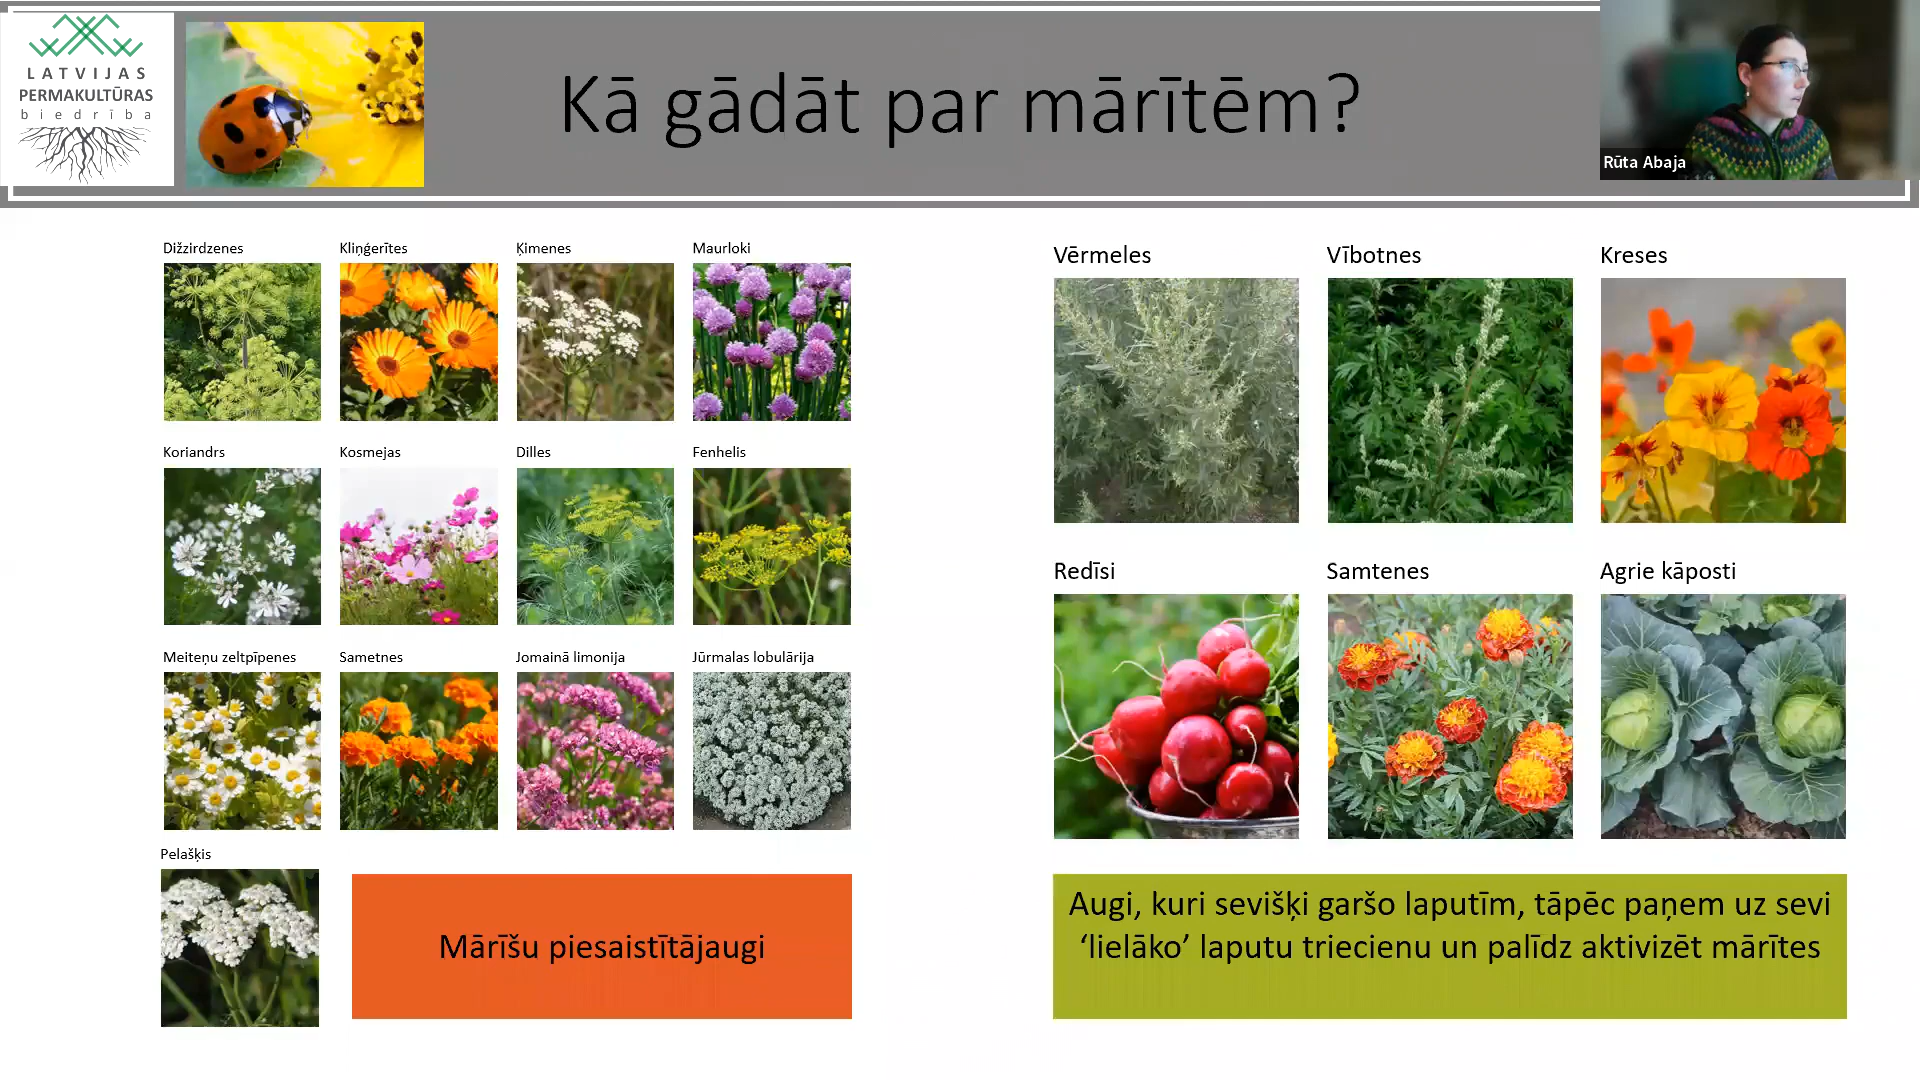 LATVIJAS
PERMAKULTŪRAS
biedrība
Kā gādāt par mārītēm?
Rūta Abaja
Dižzirdzenes
Kliņģerītes
Ķimenes
Maurloki
Koriandrs
Kosmejas
Dilles
Fenhelis
Meiteņu zeltpīpenes
Sametnes
Jomainā limonija
Jūrmalas lobulārija
Pelašķis
Mārīšu piesaistītājaugi
Vērmeles
Vībotnes
Kreses
Redīsi
Samtenes
Agrie kāposti
Augi, kuri sevišķi garšo laputīm, tāpēc paņem uz sevi
‘lielāko’ laputu triecienu un palīdz aktivizēt mārītes